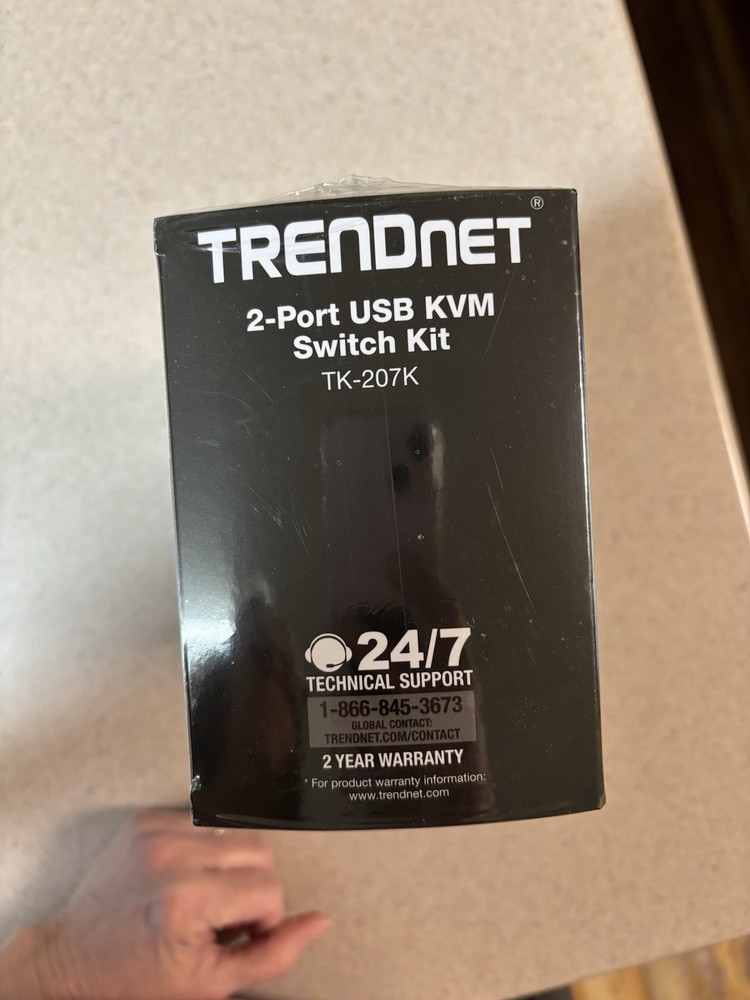 TRENDNET®
2-Port USB KVM
Switch Kit
TK-207K
24/7
TECHNICAL SUPPORT
1-866-845-3673
GLOBAL CONTACT:
TRENDNET.COM/CONTACT
2 YEAR WARRANTY
* For product warranty information:
www.trendnet.com